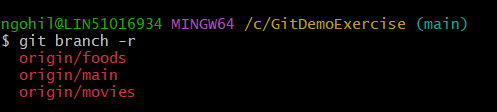 ngohil@LIN51016934 MINGW64 /c/GitDemoExercise (main)
$ git branch -r
origin/foods
origin/main
origin/movies